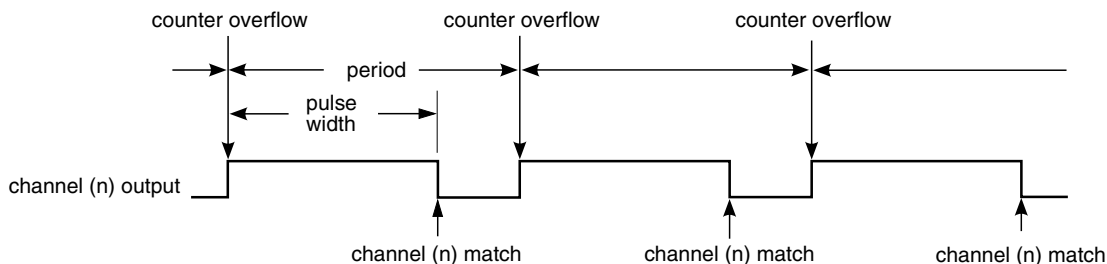 counter overflow
counter overflow
counter overflow
period
pulse
width
channel (n) output
channel (n) match
channel (n) match
channel (n) match